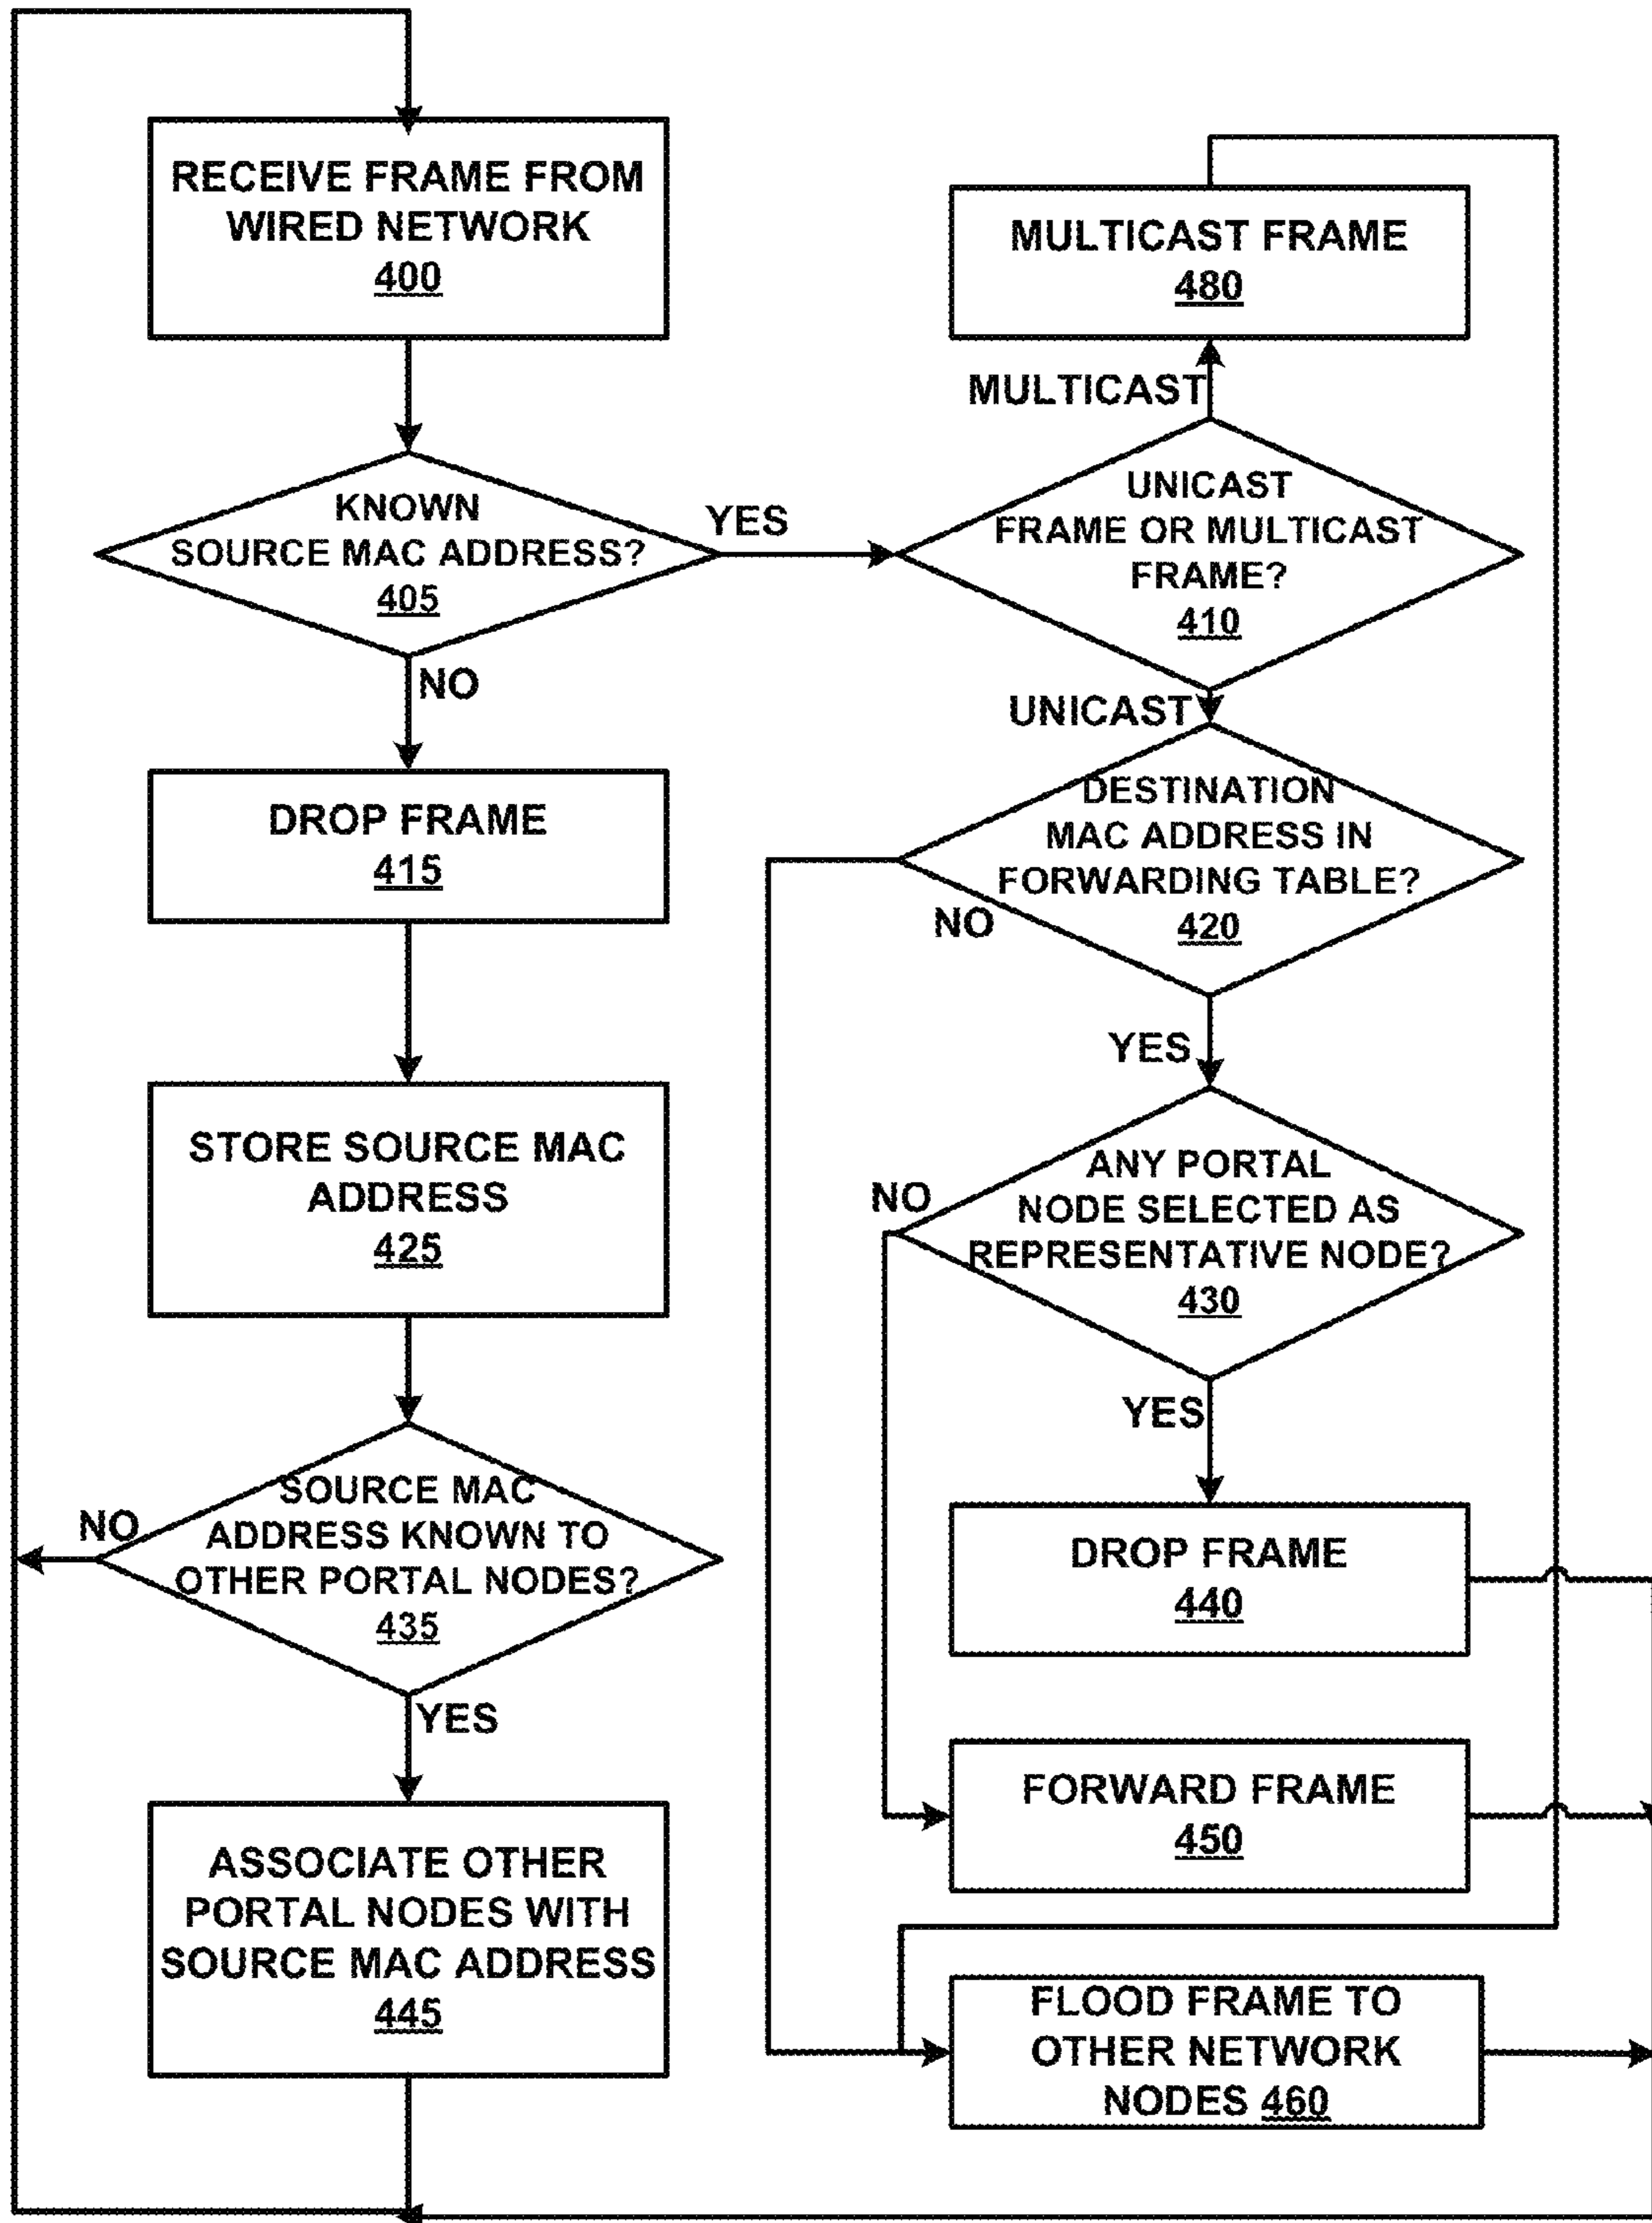 RECEIVE FRAME FROM
WIRED NETWORK
400
KNOWN
SOURCE MAC ADDRESS?
405
YES
NO
DROP FRAME
415
STORE SOURCE MAC
ADDRESS
425
SOURCE MAC
ADDRESS KNOWN TO
OTHER PORTAL NODES?
435
NO
YES
ASSOCIATE OTHER
PORTAL NODES WITH
SOURCE MAC ADDRESS
445
MULTICAST FRAME
480
MULTICAST
UNICAST
FRAME OR MULTICAST
FRAME?
410
UNICAST
DESTINATION
MAC ADDRESS IN
FORWARDING TABLE?
420
NO
YES
ANY PORTAL
NODE SELECTED AS
REPRESENTATIVE NODE?
430
NO
YES
DROP FRAME
440
FORWARD FRAME
450
FLOOD FRAME TO
OTHER NETWORK
NODES 460